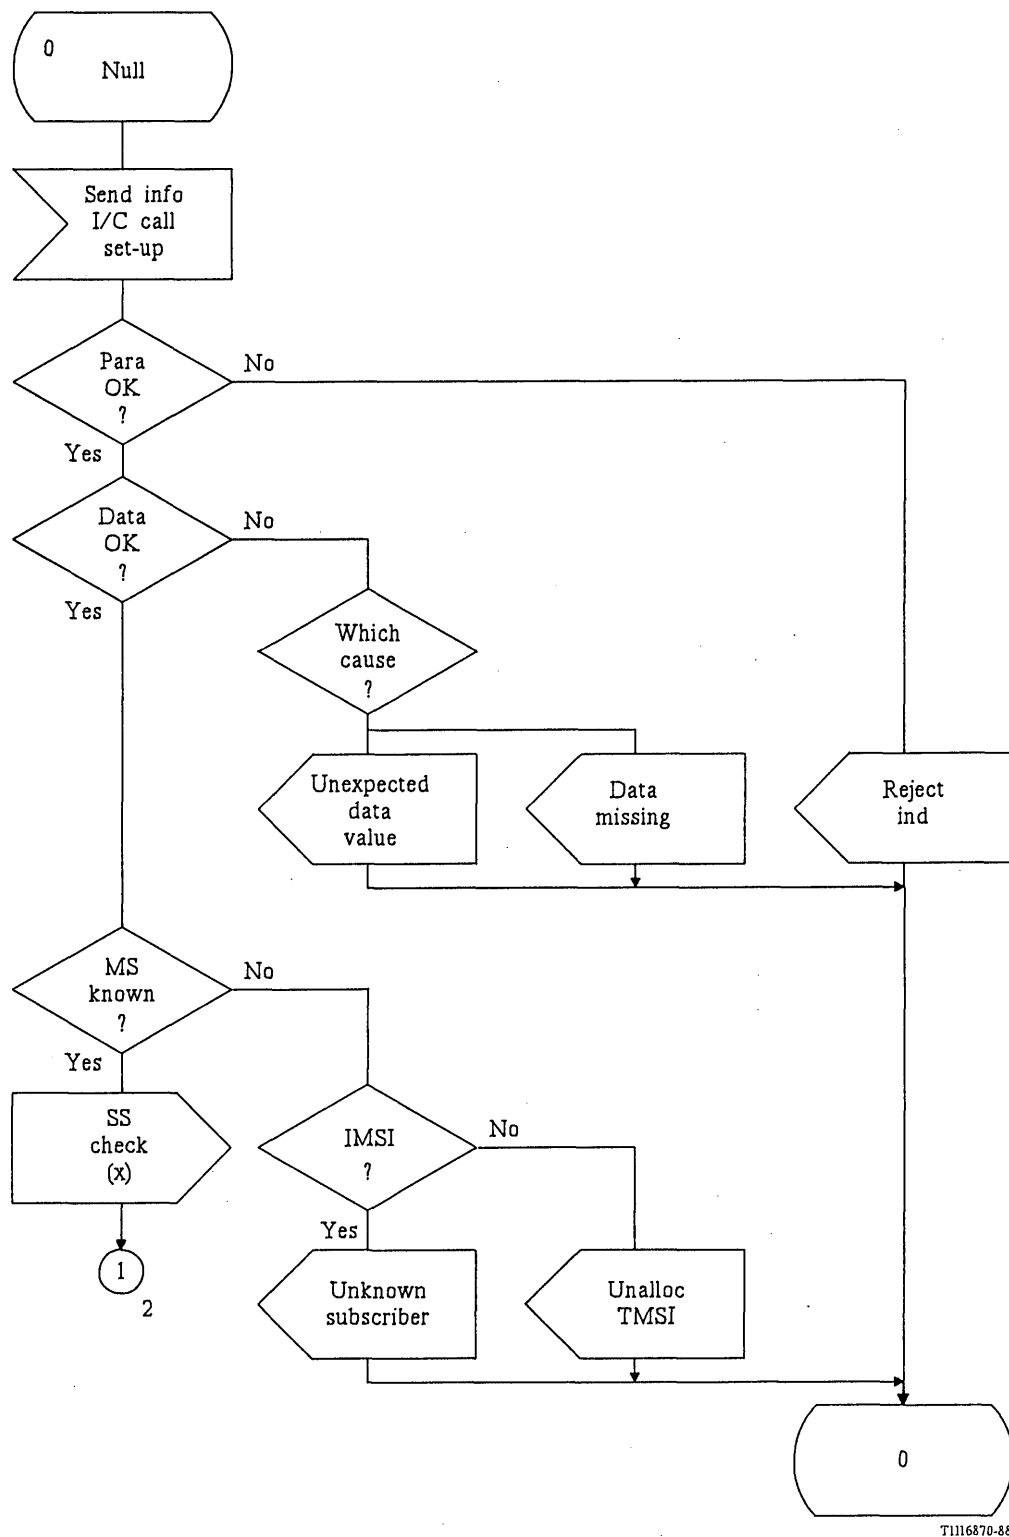 0
Null
Send info
I/C call
set-up
Para
OK
?
No
Yes
Data
OK
?
No
Yes
Which
cause
?
Unexpected
data
value
Data
missing
Reject
ind
MS
known
?
No
Yes
SS
check
(x)
IMSI
?
No
Yes
1
2
Unknown
subscriber
Unalloc
TMSI
0
T1116870-88